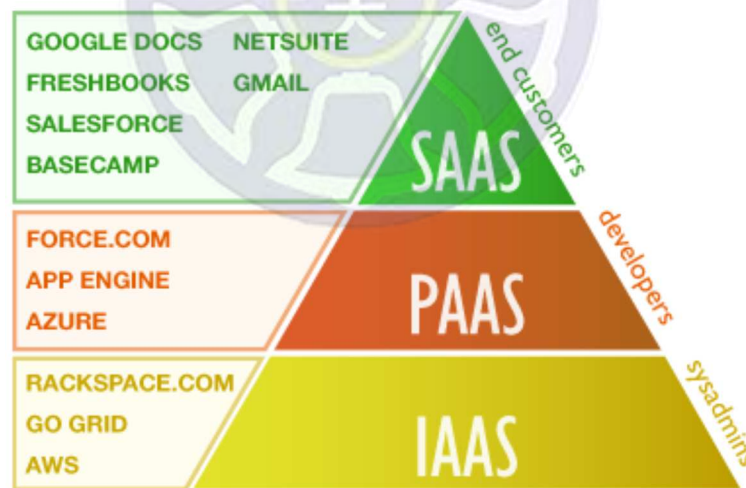 GOOGLE DOCS NETSUITE
FRESHBOOKS GMAIL
SALESFORCE
BASECAMP
SAAS
end customers
FORCE.COM
APP ENGINE
AZURE
PAAS
developers
RACKSPACE.COM
GO GRID
AWS
IAAS
sysadmins